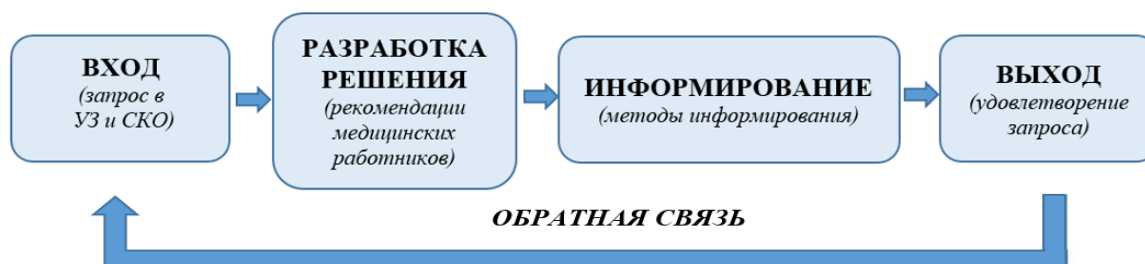 ВХОД
(запрос в
УЗ и СКО)
РАЗРАБОТКА
РЕШЕНИЯ
(рекомендации
медицинских
работников)
ИНФОРМИРОВАНИЕ
(методы информирования)
ВЫХОД
(удовлетворение
запроса)
ОБРАТНАЯ СВЯЗЬ